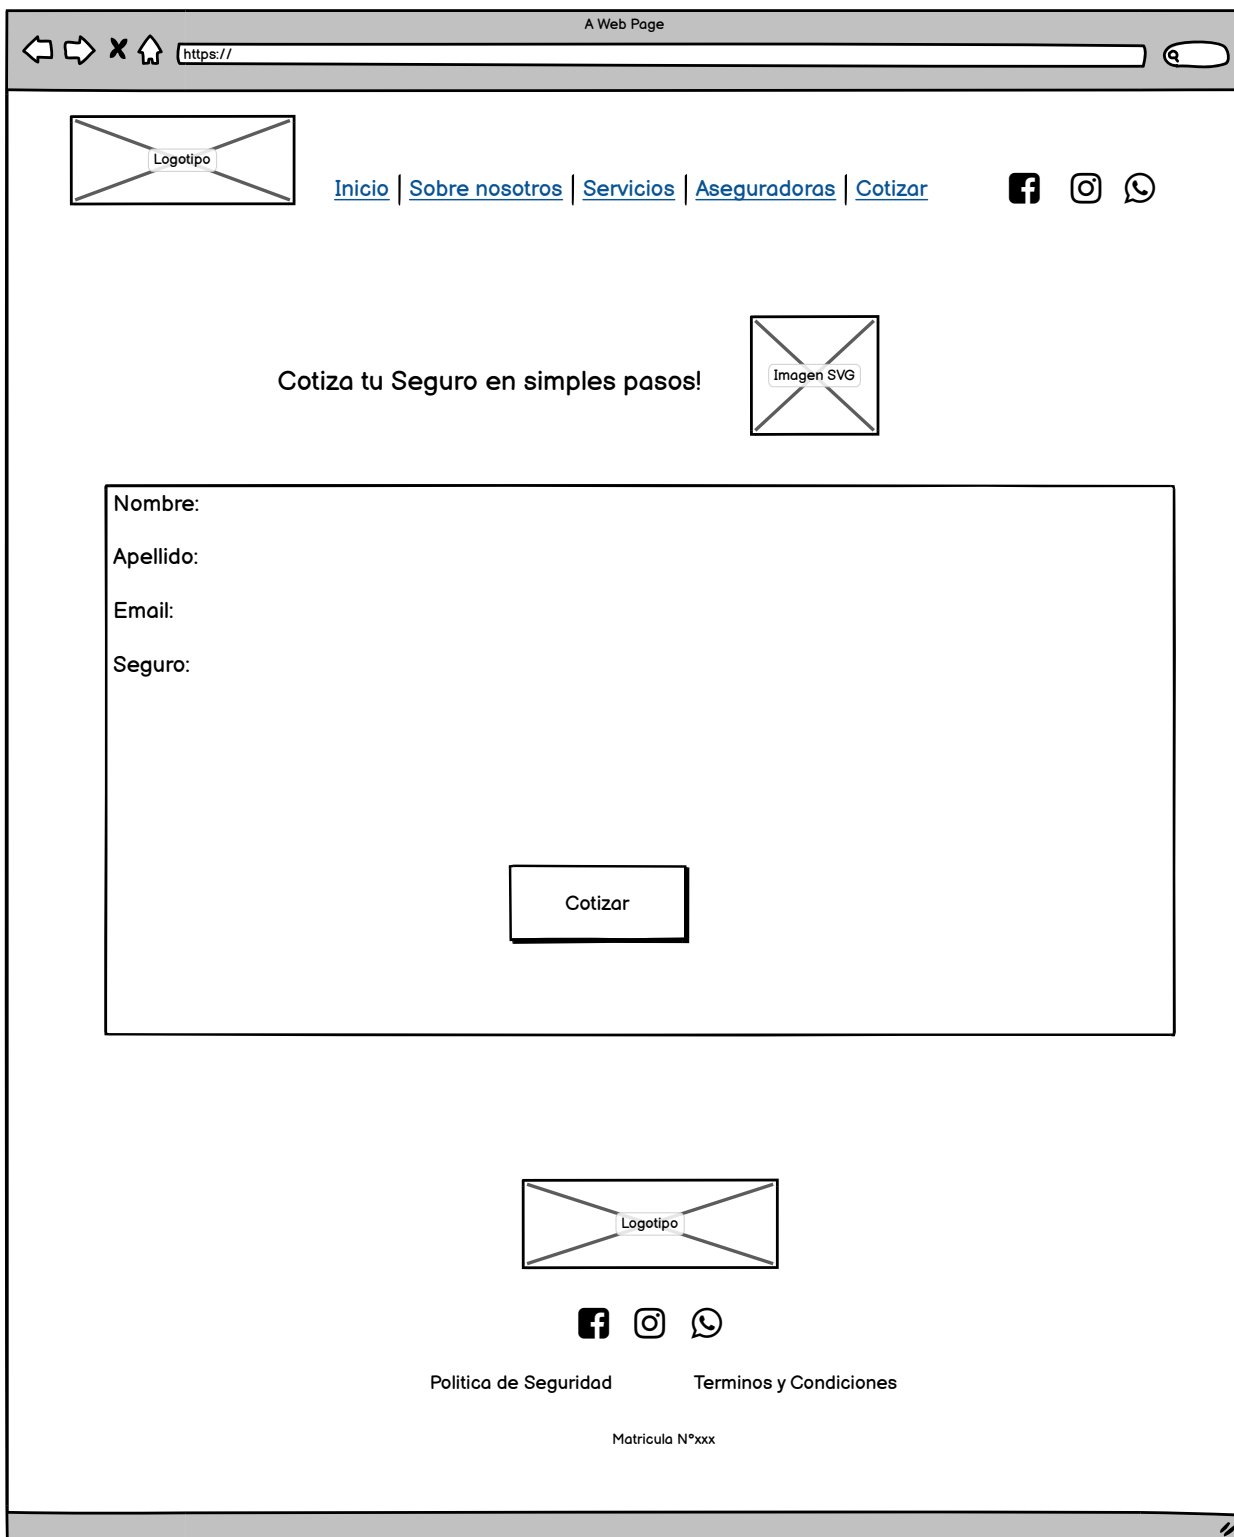 A Web Page
https://
Logotipo
Inicio | Sobre nosotros | Servicios | Aseguradoras | Cotizar
Cotiza tu Seguro en simples pasos!
Imagen SVG
Nombre:
Apellido:
Email:
Seguro:
Cotizar
Logotipo
Politica de Seguridad Terminos y Condiciones
Matricula N°xxx